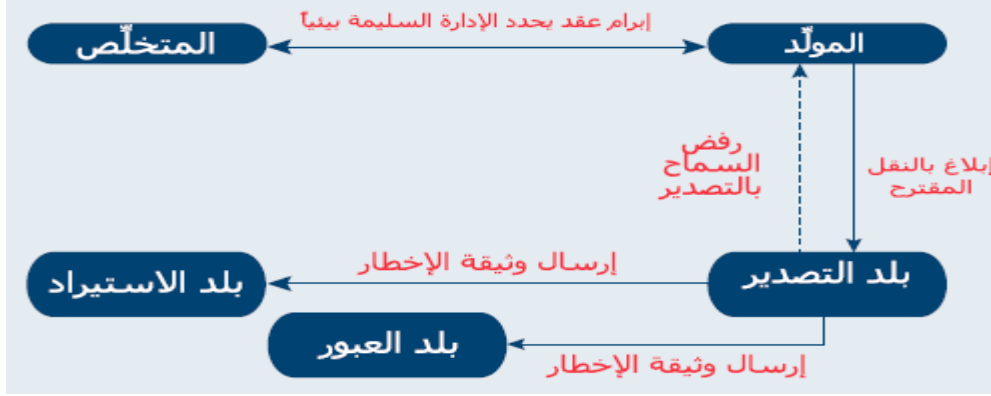 إبرام عقد يحدد الإدارة السليمة بيئياً
المولِّد
المتخلِّص
رفض
السماح
بالتصدير
إبلاغ بالنقل
المقترح
بلد التصدير
إرسال وثيقة الإخطار
بلد الاستيراد
بلد العبور
إرسال وثيقة الإخطار